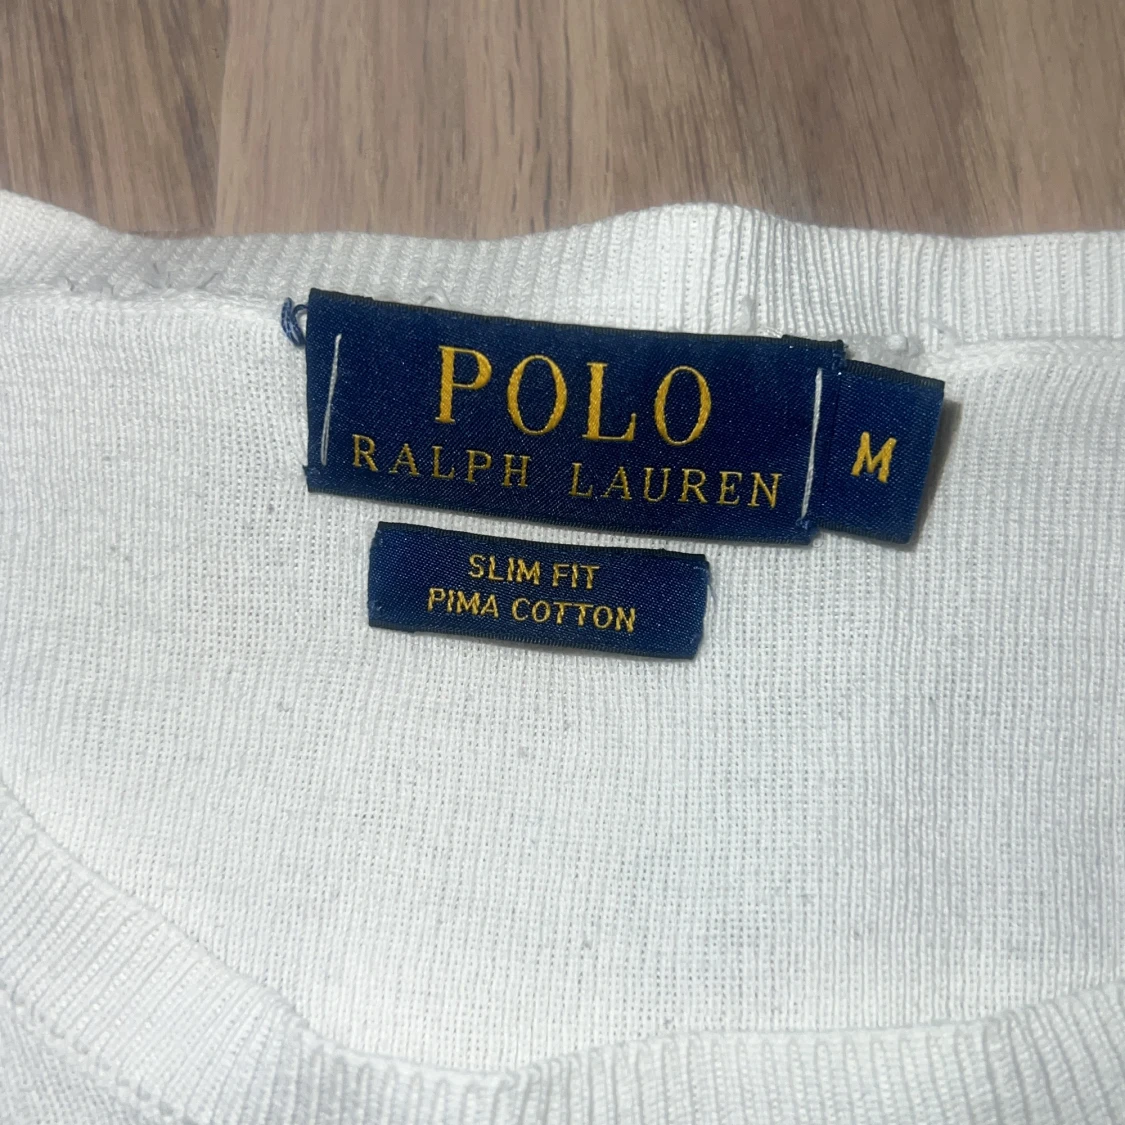 POLO
RALPH LAUREN
M
SLIM FIT
PIMA COTTON